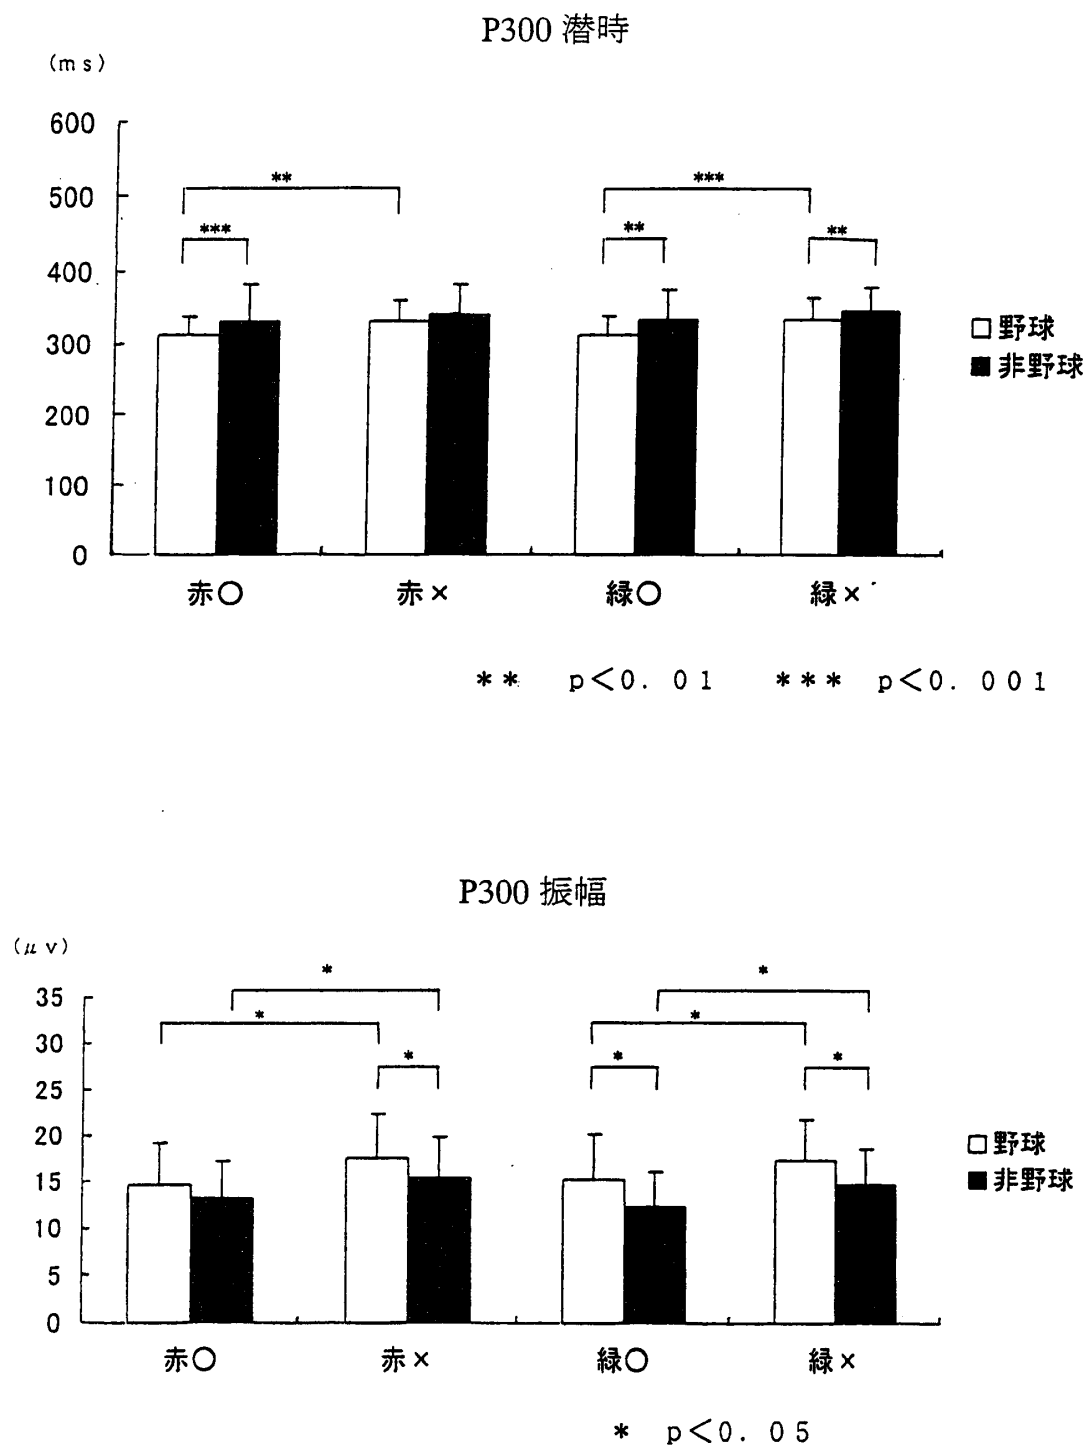 P300 潜時
(ms)
600
** ***
500
*** ** **
400
300
200
100
0
□ 野球
■ 非野球
赤○ 赤× 緑○ 緑×
** p<0.01 *** p<0.001
P300 振幅
(μv)
* *
35
* *
30
* * *
25
20
15
10
5
0
□ 野球
■ 非野球
赤○ 赤× 緑○ 緑×
* p<0.05